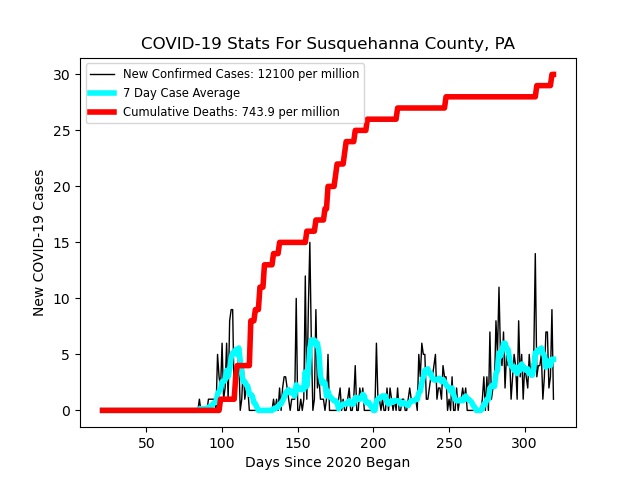 COVID-19 Stats For Susquehanna County, PA
New Confirmed Cases: 12100 per million
7 Day Case Average
Cumulative Deaths: 743.9 per million
New COVID-19 Cases
30
25
20
15
10
5
0
50 100 150 200 250 300
Days Since 2020 Began